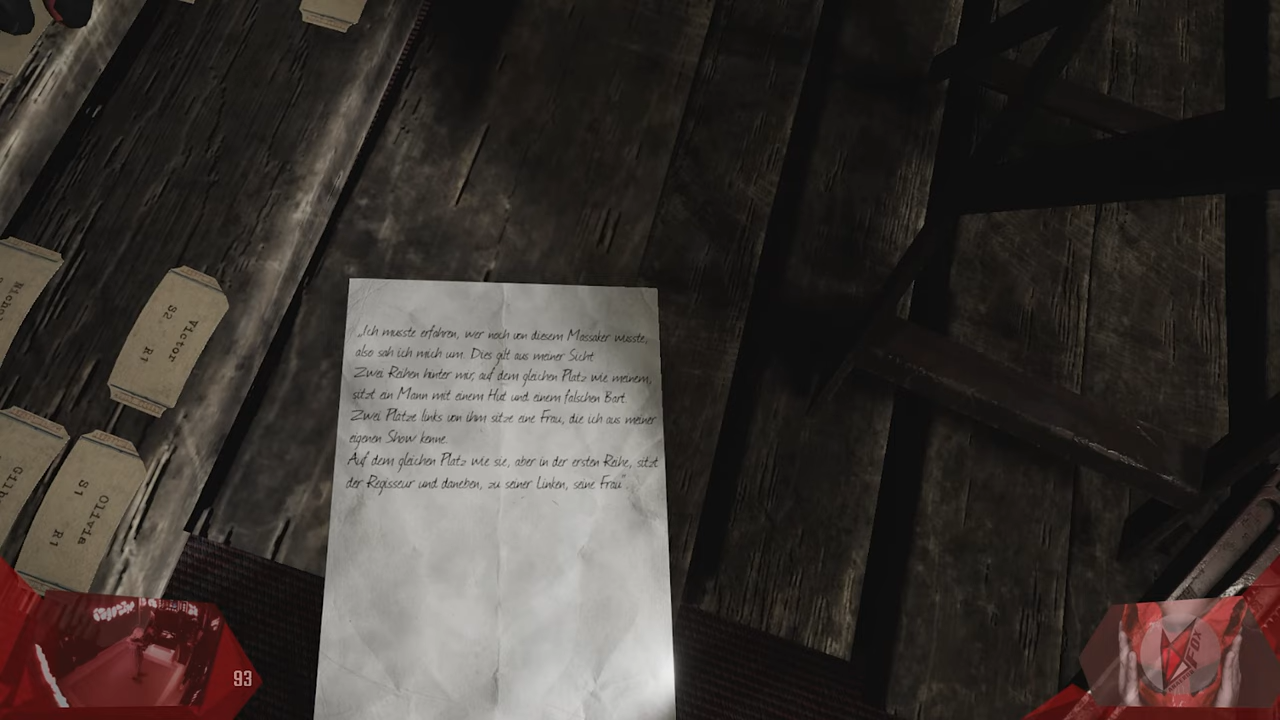 Victor
S2 R1
Olivia
S1 R1
„Ich musste erfahren, wer noch von diesem Massaker wusste,
also sah ich mich um. Dies gilt aus meiner Sicht
Zwei Reihen hinter mir, auf dem gleichen Platz wie meinem,
sitzt ein Mann mit einem Hut und einem falschen Bart.
Zwei Plätze links von ihm sitze eine Frau, die ich aus meiner
eigenen Show kenne.
Auf dem gleichen Platz wie sie, aber in der ersten Reihe, sitzt
der Regisseur und daneben, zu seiner Linken, seine Frau".
93
FOX